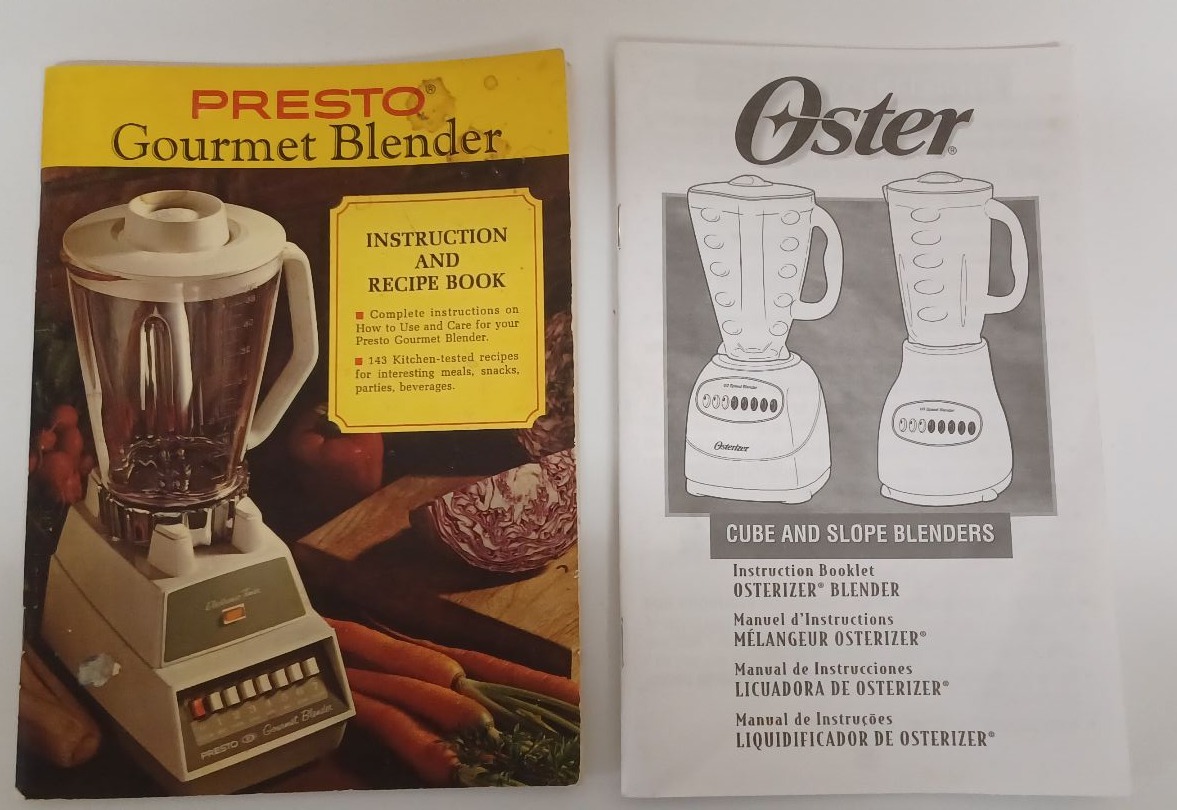 PRESTO®
Gourmet Blender
INSTRUCTION
AND
RECIPE BOOK
Complete instructions on
How to Use and Care for your
Presto Gourmet Blender.
143 Kitchen-tested recipes
for interesting meals, snacks,
parties, beverages.
PRESTO Gourmet Blender
Oster®
Osterizer
CUBE AND SLOPE BLENDERS
Instruction Booklet
OSTERIZER® BLENDER
Manuel d'Instructions
MÉLANGEUR OSTERIZER®
Manual de Instrucciones
LICUADORA DE OSTERIZER®
Manual de Instruções
LIQUIDIFICADOR DE OSTERIZER®